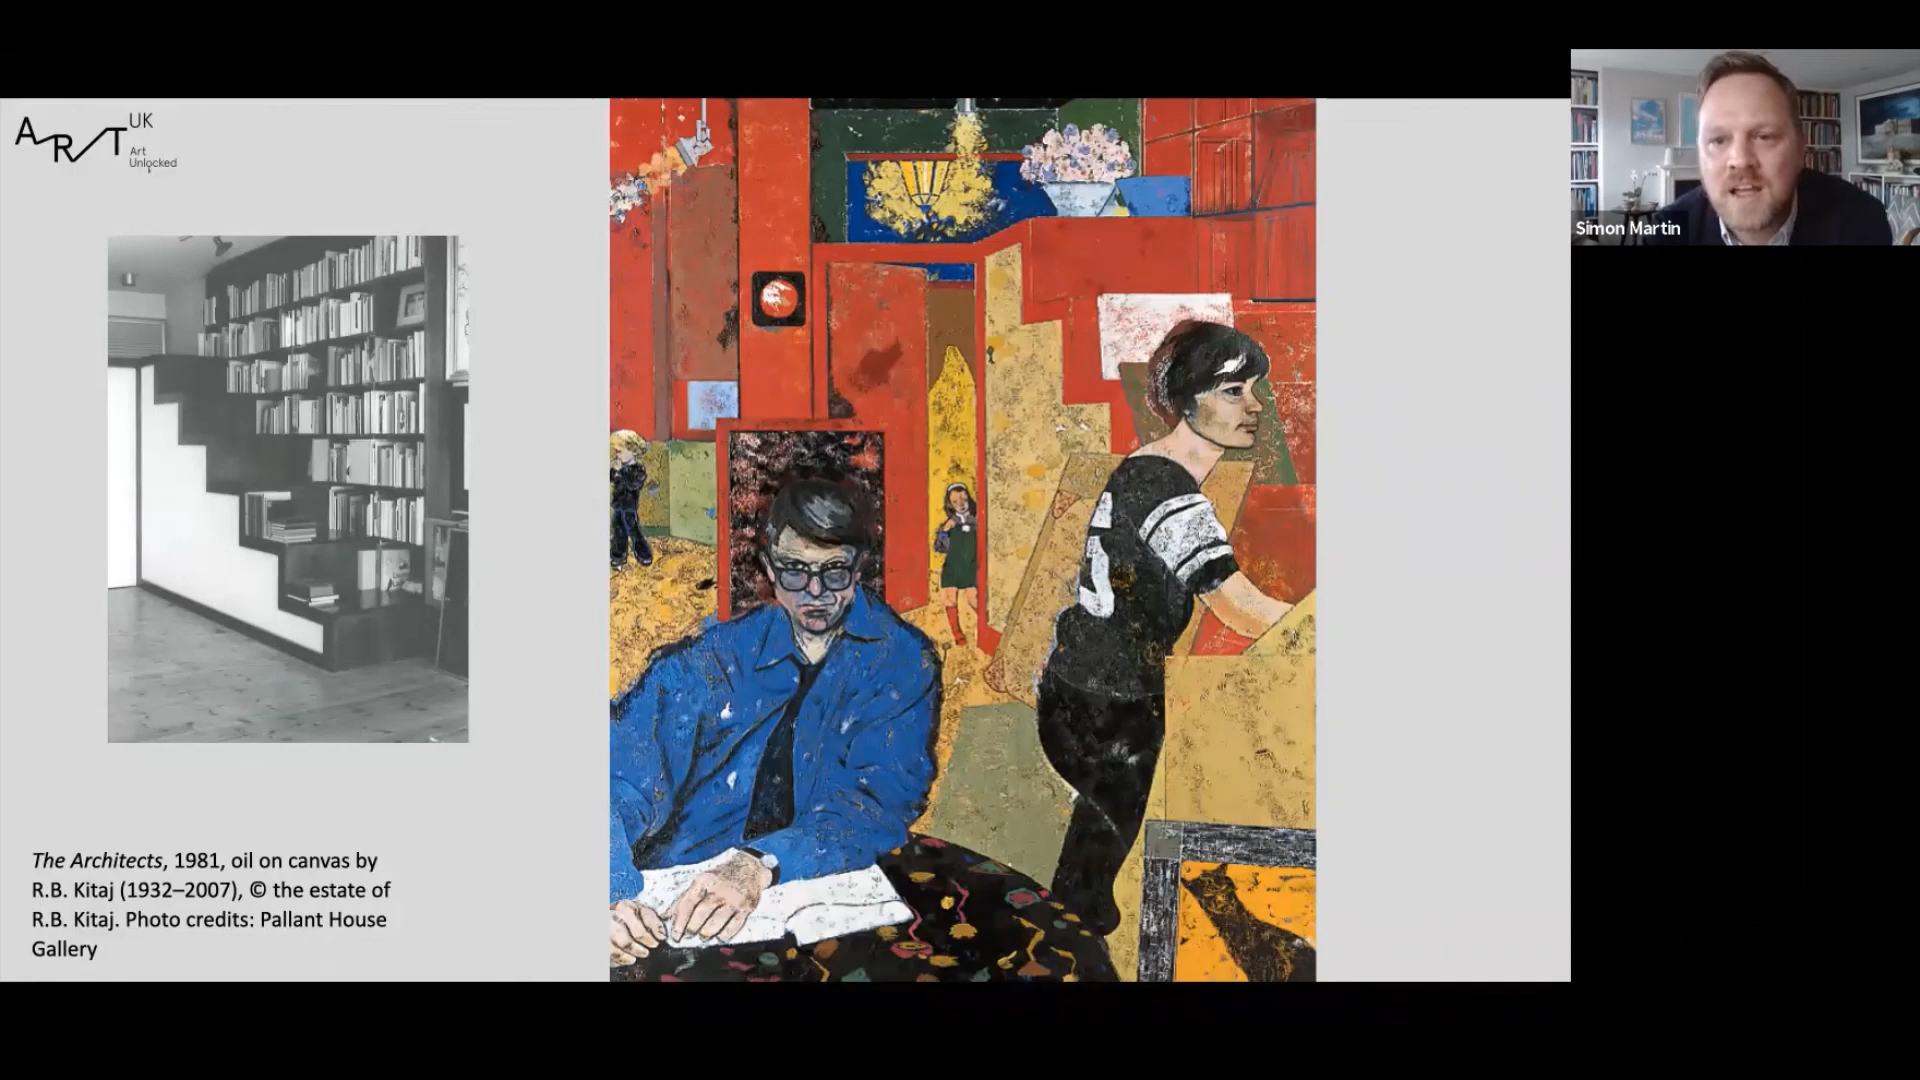 ART UK
Art
Unlocked
Simon Martin
The Architects, 1981, oil on canvas by
R.B. Kitaj (1932–2007), © the estate of
R.B. Kitaj. Photo credits: Pallant House
Gallery